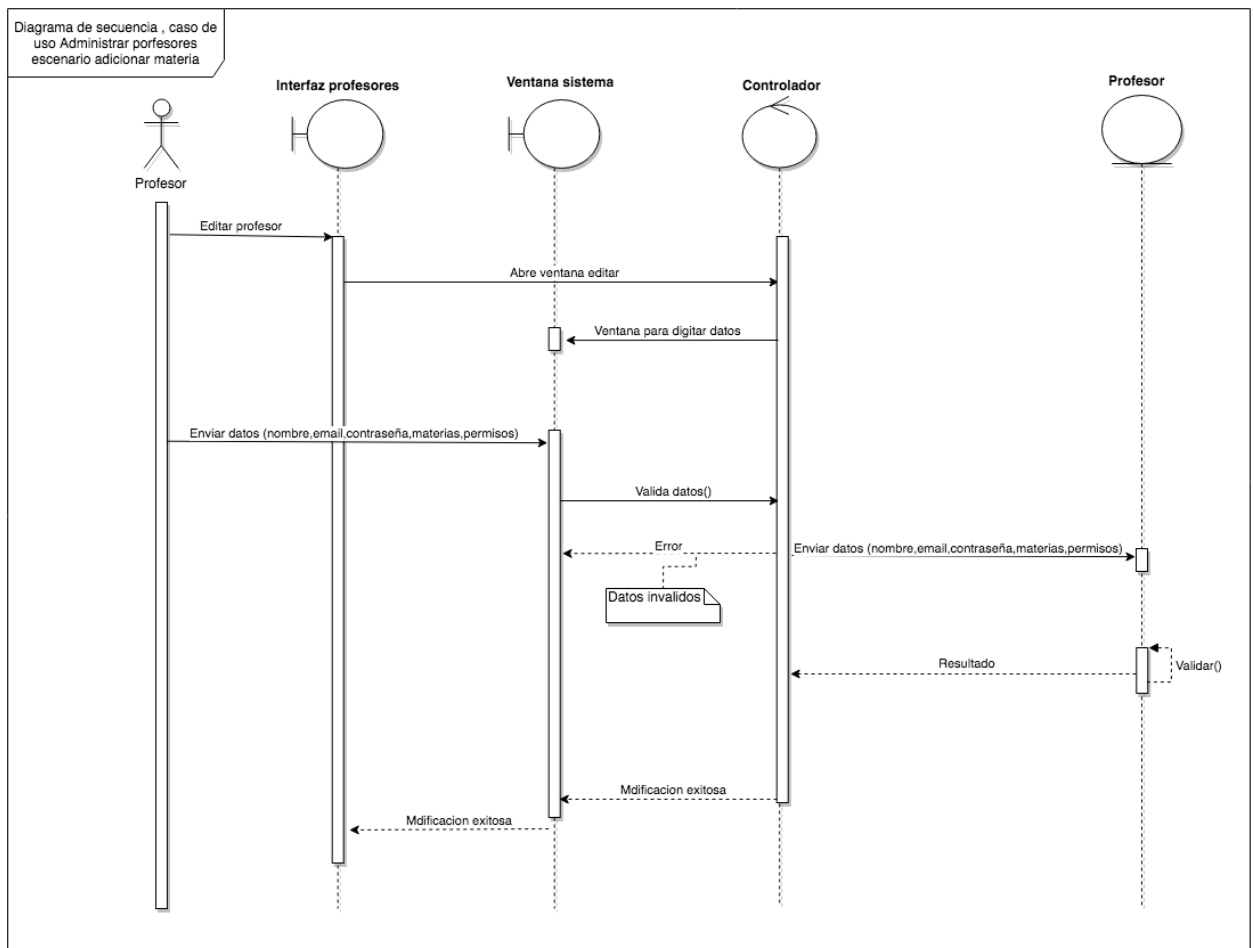 Diagrama de secuencia , caso de
uso Administrar porfesores
escenario adicionar materia
Interfaz profesores
Ventana sistema
Controlador
Profesor
Profesor
Editar profesor
Abre ventana editar
Ventana para digitar datos
Enviar datos (nombre,email,contraseña,materias,permisos)
Valida datos()
Error
Enviar datos (nombre,email,contraseña,materias,permisos)
Datos invalidos
Resultado
Validar()
Mdificacion exitosa
Mdificacion exitosa